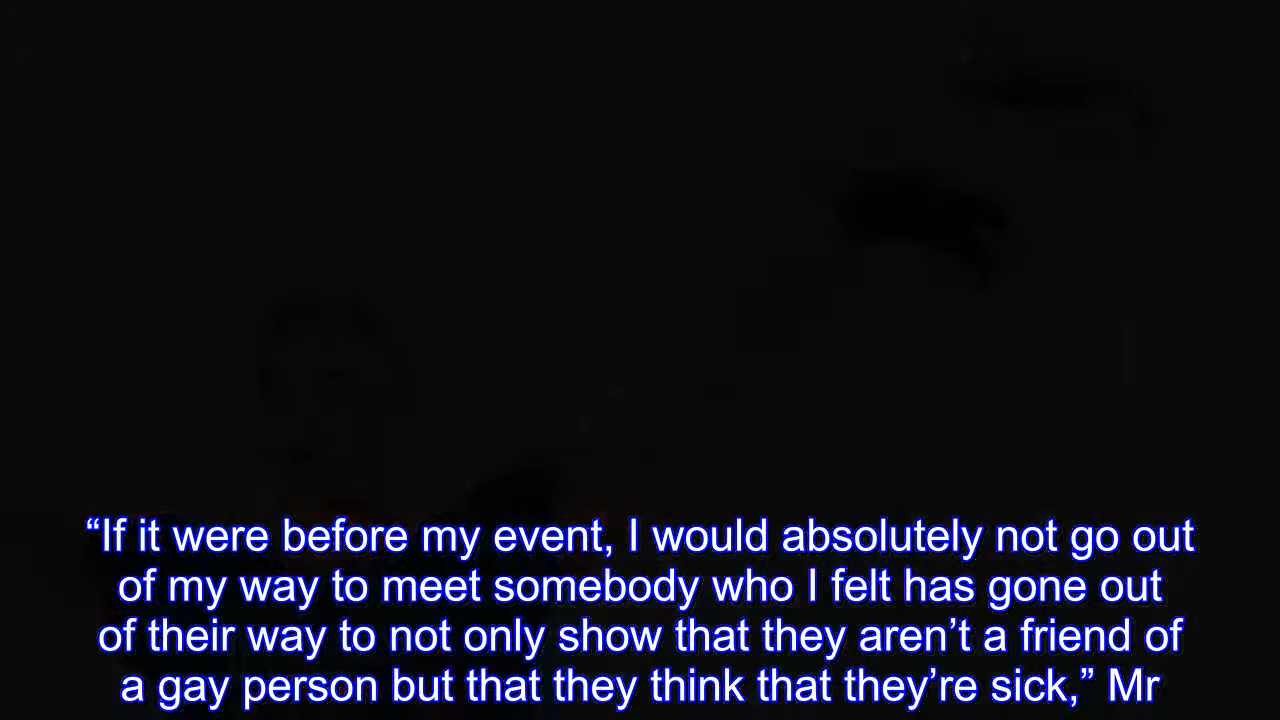 “If it were before my event, I would absolutely not go out
of my way to meet somebody who I felt has gone out
of their way to not only show that they aren’t a friend of
a gay person but that they think that they’re sick,” Mr